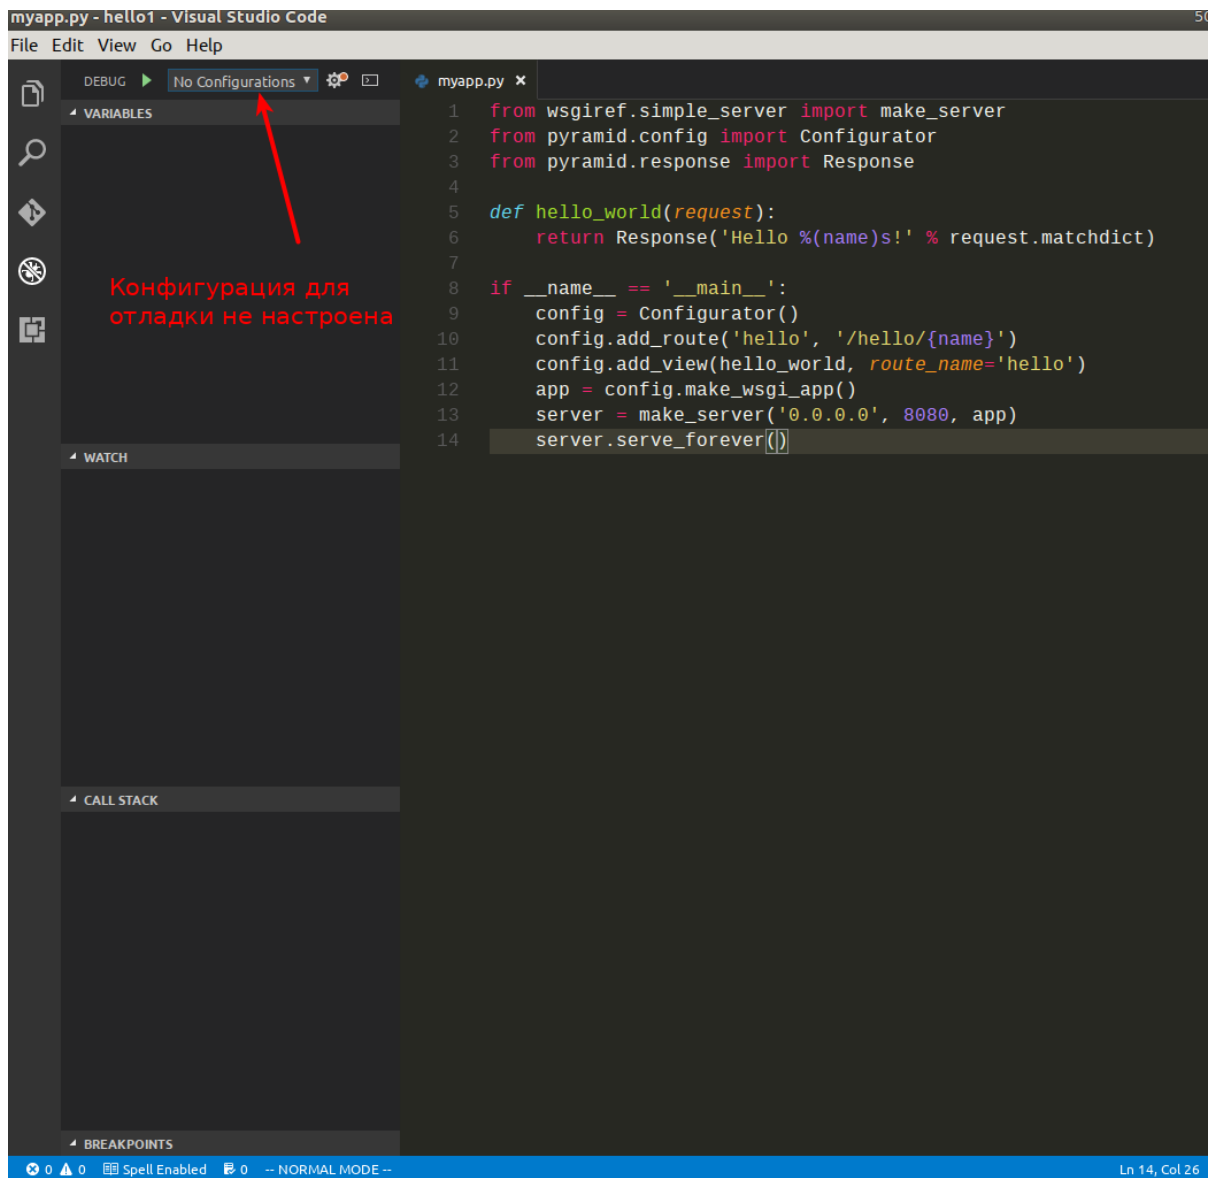 myapp.py - hello1 - Visual Studio Code
50
File Edit View Go Help
DEBUG No Configurations
myapp.py
VARIABLES
Конфигурация для
отладки не настроена
WATCH
CALL STACK
BREAKPOINTS
1 from wsgiref.simple_server import make_server
2 from pyramid.config import Configurator
3 from pyramid.response import Response
4
5 def hello_world(request):
6     return Response('Hello %(name)s!' % request.matchdict)
7
8 if __name__ == '__main__':
9     config = Configurator()
10     config.add_route('hello', '/hello/{name}')
11     config.add_view(hello_world, route_name='hello')
12     app = config.make_wsgi_app()
13     server = make_server('0.0.0.0', 8080, app)
14     server.serve_forever()
0 0 Spell Enabled 0 -- NORMAL MODE --
Ln 14, Col 26